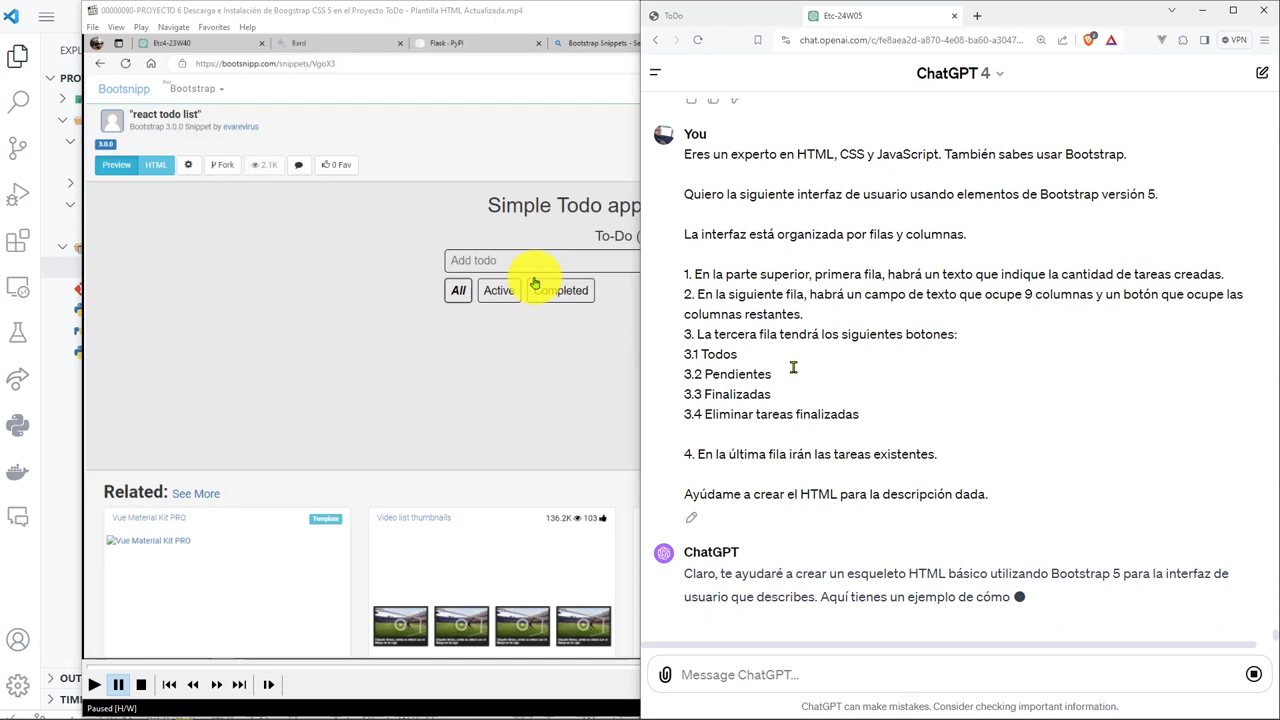 00000090-PROYECTO 6 Descarga e Instalación de Boogstrap CSS 5 en el Proyecto ToDo - Plantilla HTML Actualizada.mp4
File View Play Navigate Favorites Help
Etc4-23W40
Bard
Flask · PyPI
Bootstrap Snippets - Se
https://bootsnipp.com/snippets/VgoX3
Bootsnipp
For
Bootstrap
"react todo list"
Bootstrap 3.0.0 Snippet by evarevirus
3.0.0
Preview HTML Fork 2.1K 0 Fav
Simple Todo app
To-Do (
Add todo
All Active Completed
Related: See More
Vue Material Kit PRO
Template
Vue Material Kit PRO
Video list thumbnails
136.2K 103
Paused [H/W]
EXPL
PRO
OUT
TIME
ToDo
Etc-24W05
chat.openai.com/c/fe8aea2d-a870-4e08-ba60-a3047...
VPN
ChatGPT 4
You
Eres un experto en HTML, CSS y JavaScript. También sabes usar Bootstrap.
Quiero la siguiente interfaz de usuario usando elementos de Bootstrap versión 5.
La interfaz está organizada por filas y columnas.
1. En la parte superior, primera fila, habrá un texto que indique la cantidad de tareas creadas.
2. En la siguiente fila, habrá un campo de texto que ocupe 9 columnas y un botón que ocupe las
columnas restantes.
3. La tercera fila tendrá los siguientes botones:
3.1 Todos
3.2 Pendientes
3.3 Finalizadas
3.4 Eliminar tareas finalizadas
4. En la última fila irán las tareas existentes.
Ayúdame a crear el HTML para la descripción dada.
ChatGPT
Claro, te ayudaré a crear un esqueleto HTML básico utilizando Bootstrap 5 para la interfaz de
usuario que describes. Aquí tienes un ejemplo de cómo
Message ChatGPT...
ChatGPT can make mistakes. Consider checking important information.